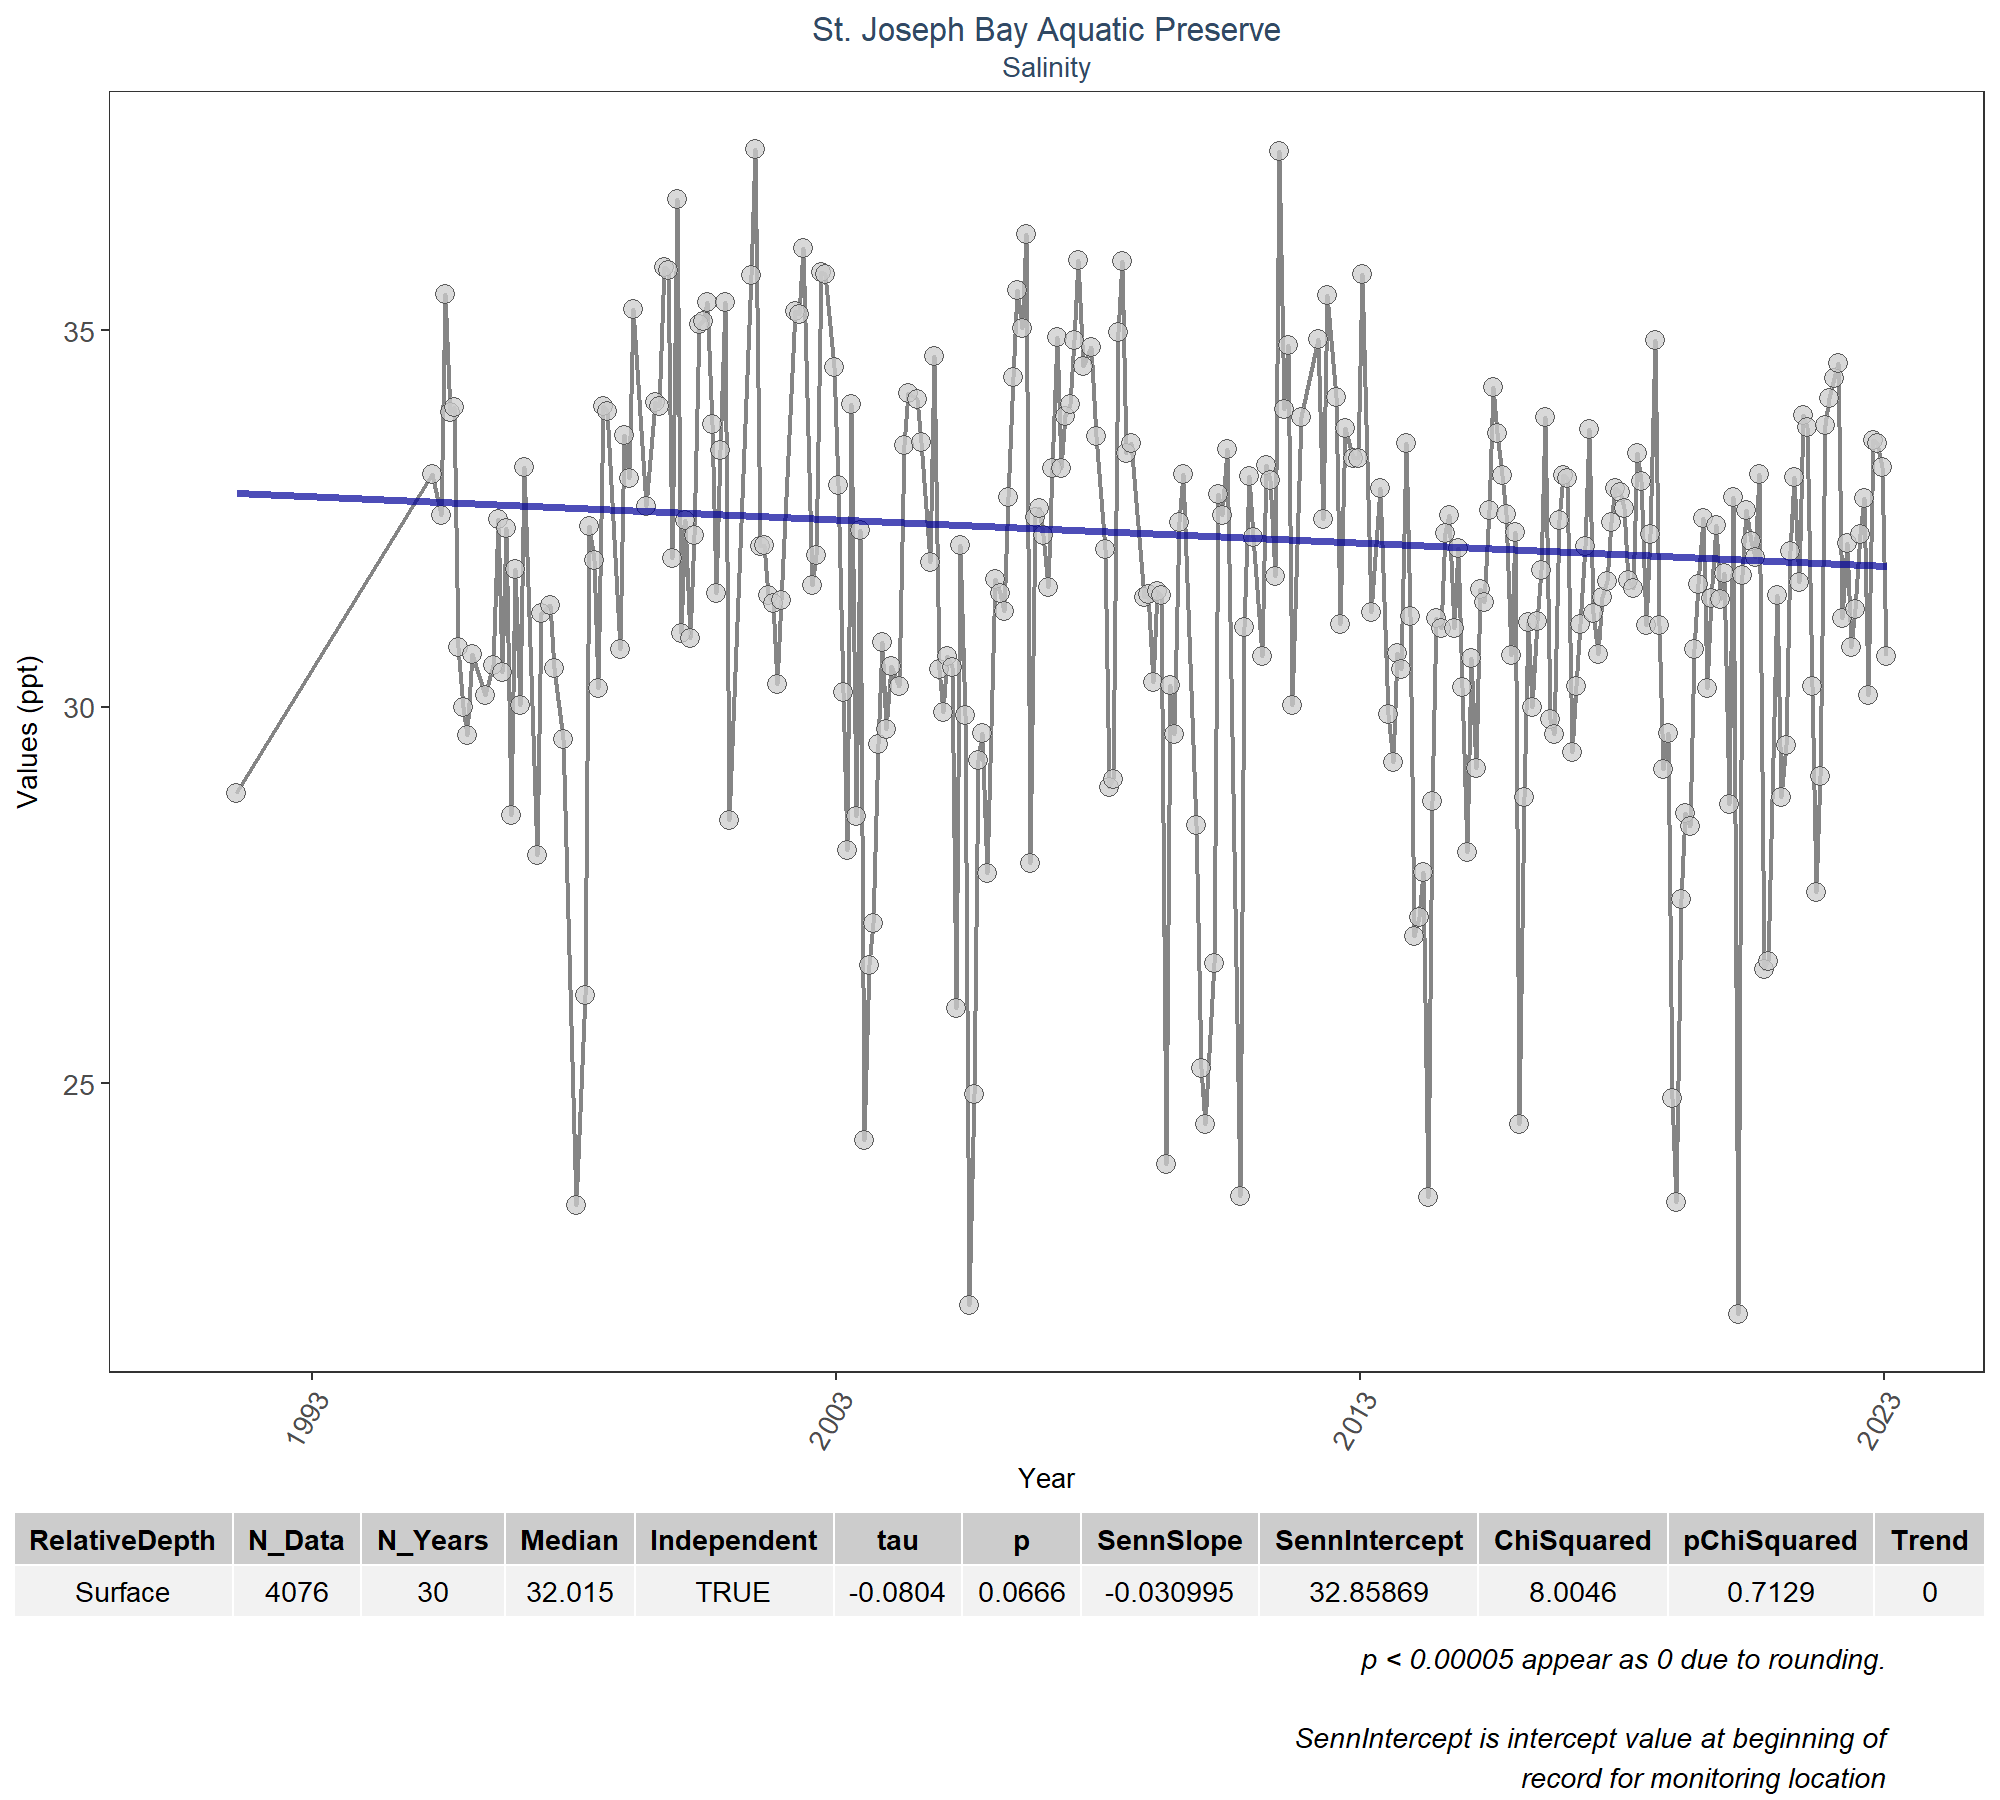 St. Joseph Bay Aquatic Preserve
Salinity
Values (ppt)
35
30
25
1993 2003 2013 2023
Year
RelativeDepth N_Data N_Years Median Independent tau p SennSlope SennIntercept ChiSquared pChiSquared Trend
Surface 4076 30 32.015 TRUE -0.0804 0.0666 -0.030995 32.85869 8.0046 0.7129 0
p < 0.00005 appear as 0 due to rounding.
SennIntercept is intercept value at beginning of
record for monitoring location